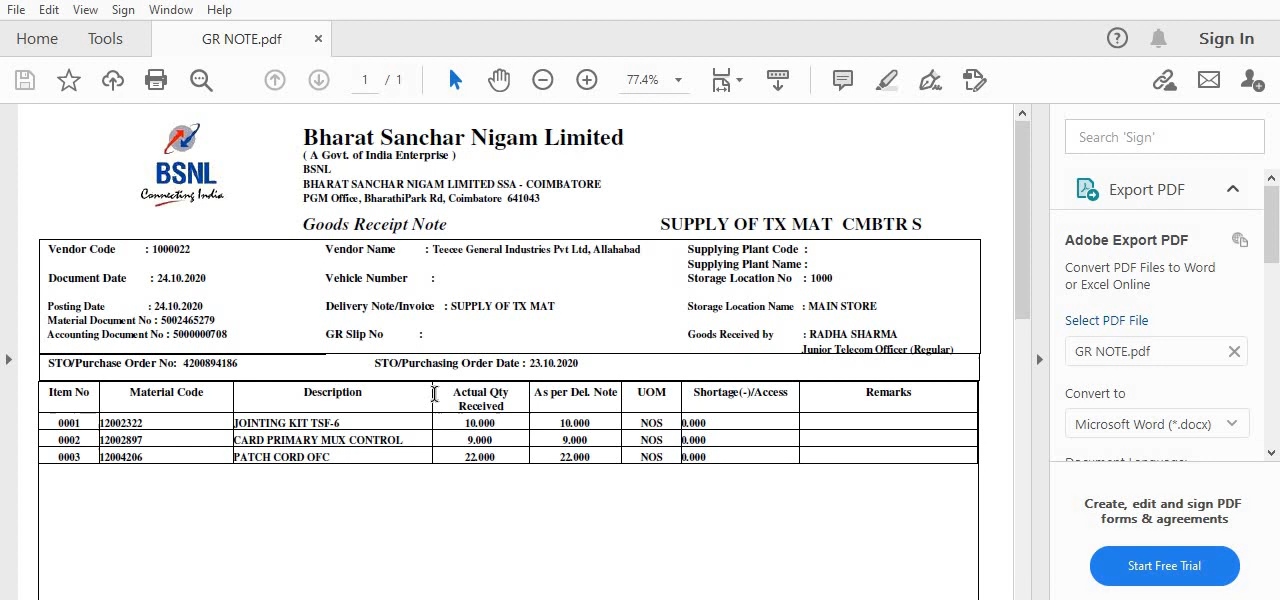 File Edit View Sign Window Help
Home Tools GR NOTE.pdf × Sign In
1 / 1 77.4%
BSNL
Connecting India
Bharat Sanchar Nigam Limited
( A Govt. of India Enterprise )
BSNL
BHARAT SANCHAR NIGAM LIMITED SSA - COIMBATORE
PGM Office, BharathiPark Rd, Coimbatore 641043
Goods Receipt Note SUPPLY OF TX MAT CMBTR S
Vendor Code : 1000022 Vendor Name : Teecee General Industries Pvt Ltd, Allahabad Supplying Plant Code :
Supplying Plant Name :
Document Date : 24.10.2020 Vehicle Number : Storage Location No : 1000
Posting Date : 24.10.2020 Delivery Note/Invoice : SUPPLY OF TX MAT Storage Location Name : MAIN STORE
Material Document No : 5002465279
Accounting Document No : 5000000708 GR Slip No : Goods Received by : RADHA SHARMA
Junior Telecom Officer (Regular)
STO/Purchase Order No: 4200894186 STO/Purchasing Order Date : 23.10.2020
Item No Material Code Description Actual Qty Received As per Del. Note UOM Shortage(-)/Access Remarks
0001 12002322 JOINTING KIT TSF-6 10.000 10.000 NOS 0.000
0002 12002897 CARD PRIMARY MUX CONTROL 9.000 9.000 NOS 0.000
0003 12004206 PATCH CORD OFC 22.000 22.000 NOS 0.000
Search 'Sign'
Export PDF
Adobe Export PDF
Convert PDF Files to Word
or Excel Online
Select PDF File
GR NOTE.pdf
Convert to
Microsoft Word (*.docx)
Document Language:
Create, edit and sign PDF
forms & agreements
Start Free Trial